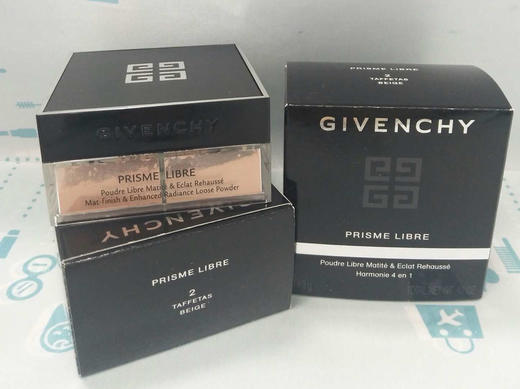 GIVENCHY
PRISME LIBRE
Poudre Libre Matité & Eclat Rehaussé
Mat-Finish & Enhanced Radiance Loose Powder
GIVENCHY
PRISME LIBRE
2
TAFFETAS
BEIGE
PRISME LIBRE
2
TAFFETAS
BEIGE
GIVENCHY
PRISME LIBRE
Poudre Libre Matité & Eclat Rehaussé
Harmonie 4 en 1